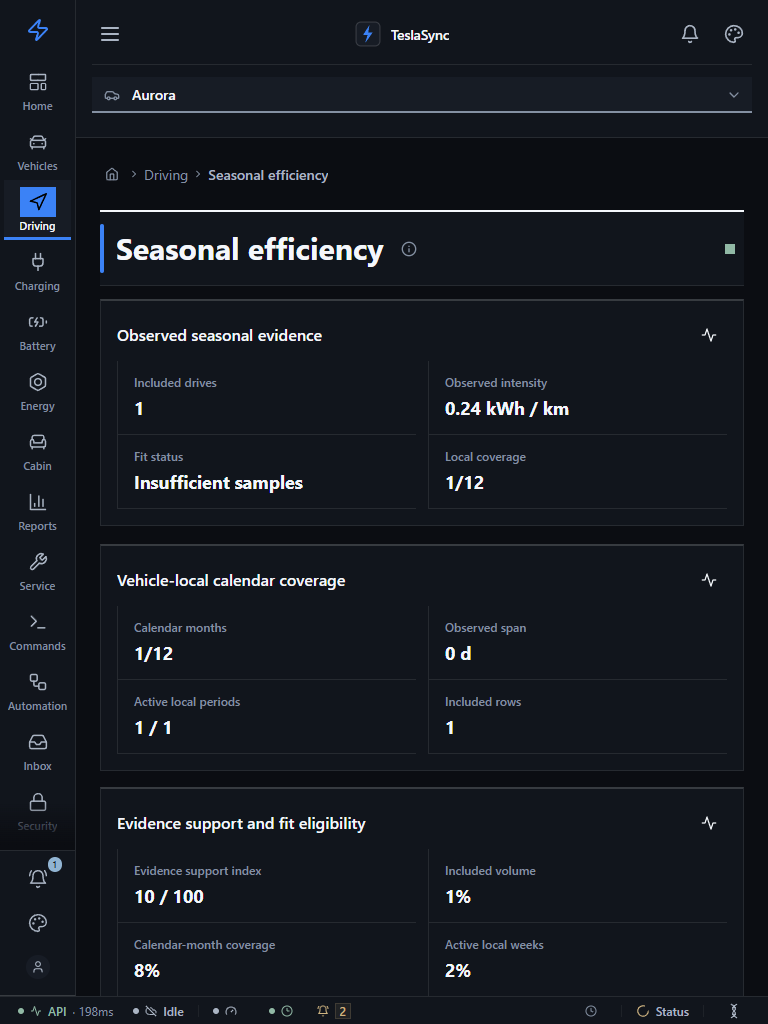 TeslaSync
Aurora
Home
Vehicles
Driving
Charging
Battery
Energy
Cabin
Reports
Service
Commands
Automation
Inbox
Security
1
Driving
Seasonal efficiency
Seasonal efficiency
Observed seasonal evidence
Included drives
1
Observed intensity
0.24 kWh / km
Fit status
Insufficient samples
Local coverage
1/12
Vehicle-local calendar coverage
Calendar months
1/12
Observed span
0 d
Active local periods
1 / 1
Included rows
1
Evidence support and fit eligibility
Evidence support index
10 / 100
Included volume
1%
Calendar-month coverage
8%
Active local weeks
2%
API · 198ms
Idle
2
Status